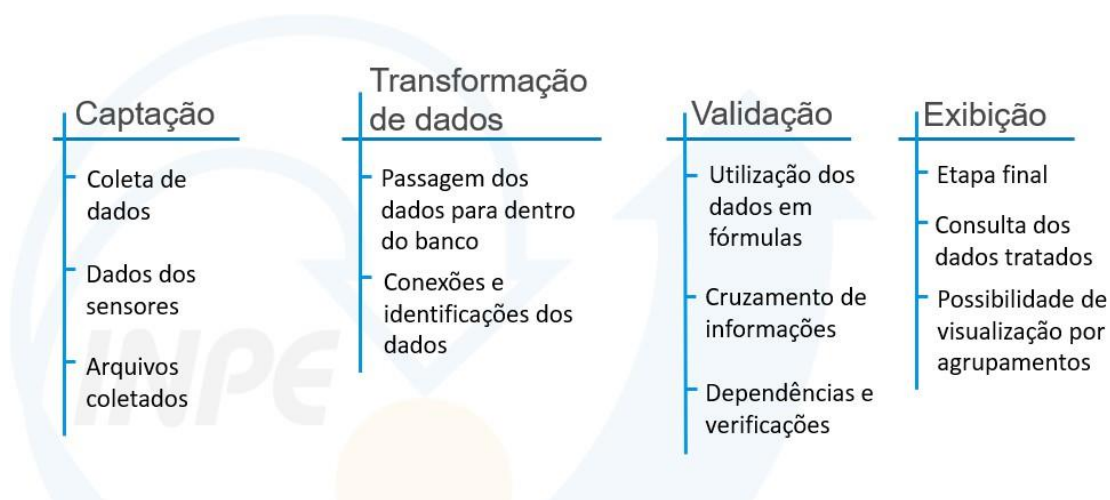 Captação
Coleta de
dados
Dados dos
sensores
Arquivos
coletados
Transformação
de dados
Passagem dos
dados para dentro
do banco
Conexões e
identificações dos
dados
Validação
Utilização dos
dados em
fórmulas
Cruzamento de
informações
Dependências e
verificações
Exibição
Etapa final
Consulta dos
dados tratados
Possibilidade de
visualização por
agrupamentos
INPE